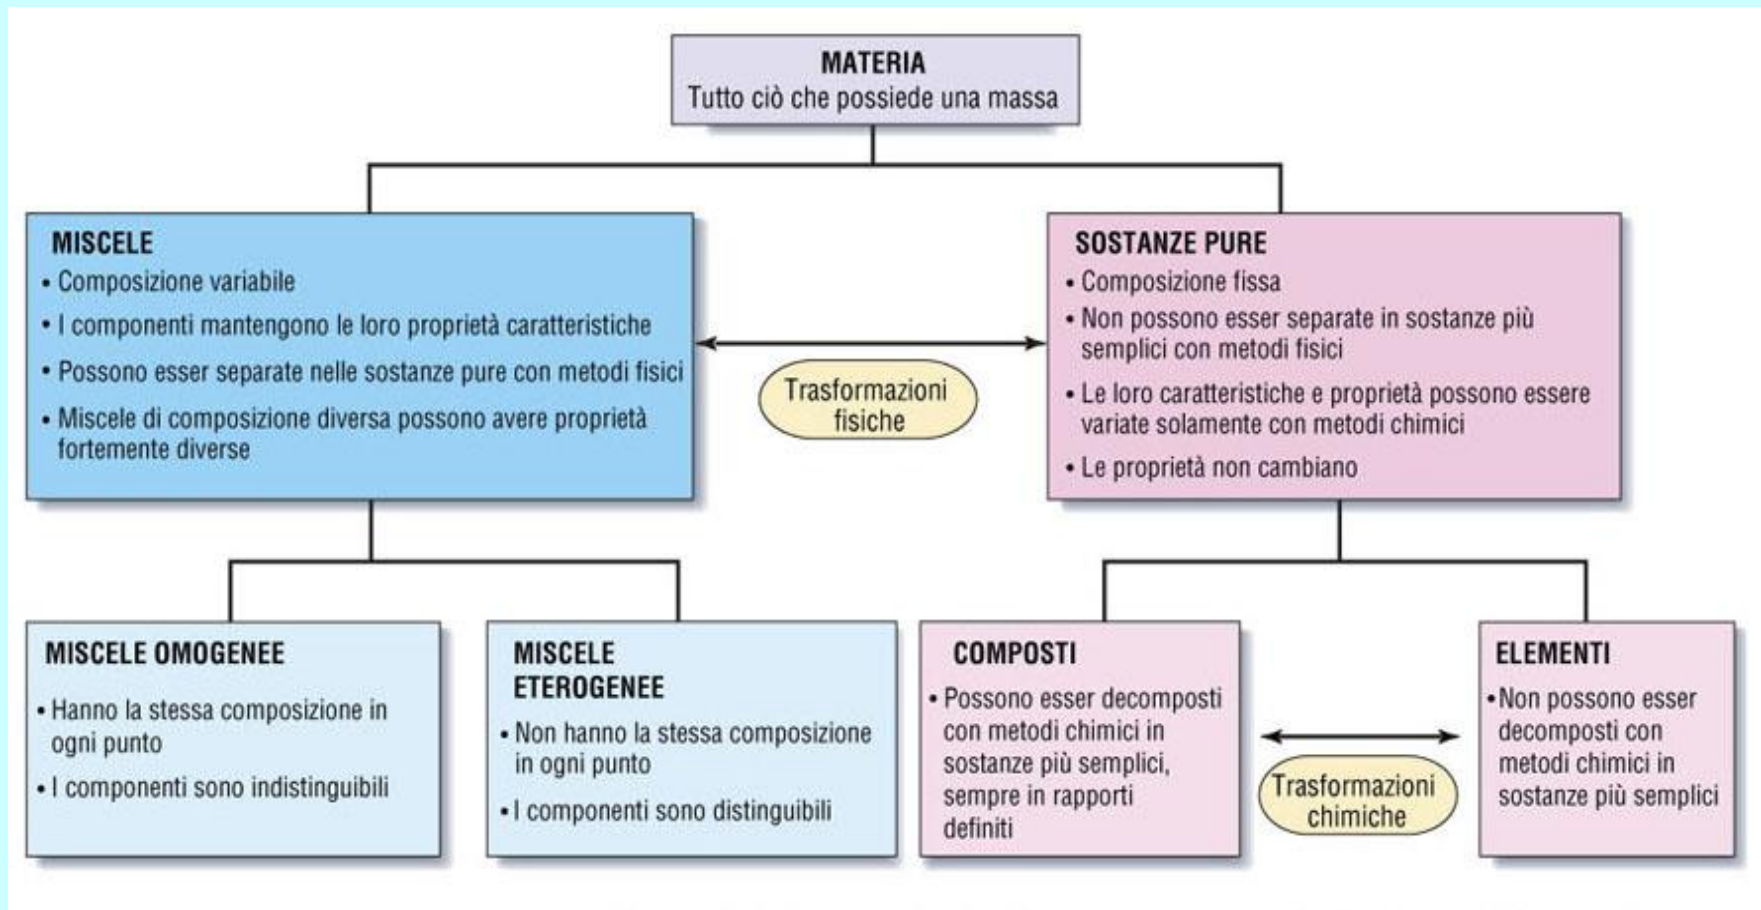 MATERIA
Tutto ciò che possiede una massa
MISCELE
• Composizione variabile
• I componenti mantengono le loro proprietà caratteristiche
• Possono esser separate nelle sostanze pure con metodi fisici
• Miscele di composizione diversa possono avere proprietà
fortemente diverse
Trasformazioni
fisiche
SOSTANZE PURE
• Composizione fissa
• Non possono esser separate in sostanze più
semplici con metodi fisici
• Le loro caratteristiche e proprietà possono essere
variate solamente con metodi chimici
• Le proprietà non cambiano
MISCELE OMOGENEE
• Hanno la stessa composizione in
ogni punto
• I componenti sono indistinguibili
MISCELE
ETEROGENEE
• Non hanno la stessa composizione
in ogni punto
• I componenti sono distinguibili
COMPOSTI
• Possono esser decomposti
con metodi chimici in
sostanze più semplici,
sempre in rapporti
definiti
Trasformazioni
chimiche
ELEMENTI
• Non possono esser
decomposti con
metodi chimici in
sostanze più semplici